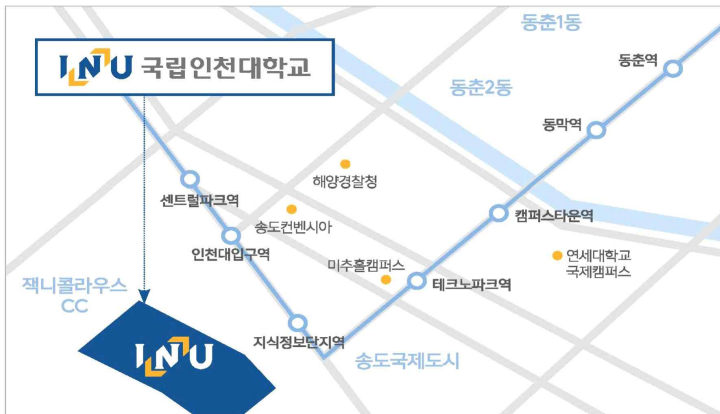 동춘1동
INU 국립인천대학교
동춘역
동춘2동
동막역
해양경찰청
센트럴파크역
송도컨벤시아
캠퍼스타운역
인천대입구역
연세대학교
국제캠퍼스
미추홀캠퍼스
테크노파크역
잭니콜라우스
CC
지식정보단지역
INU
송도국제도시